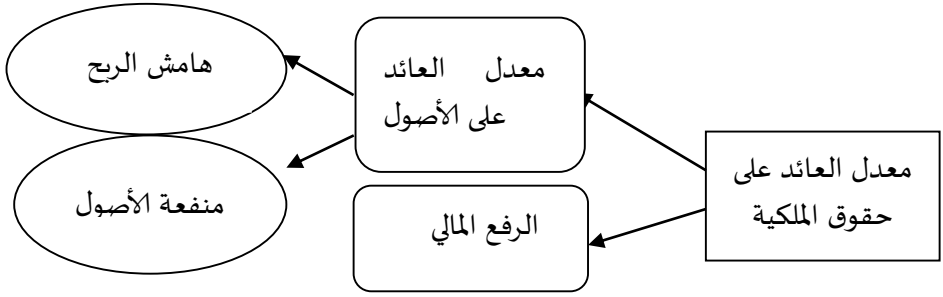 معدل العائد على
حقوق الملكية
معدل العائد
على الأصول
الرفع المالي
هامش الربح
منفعة الأصول